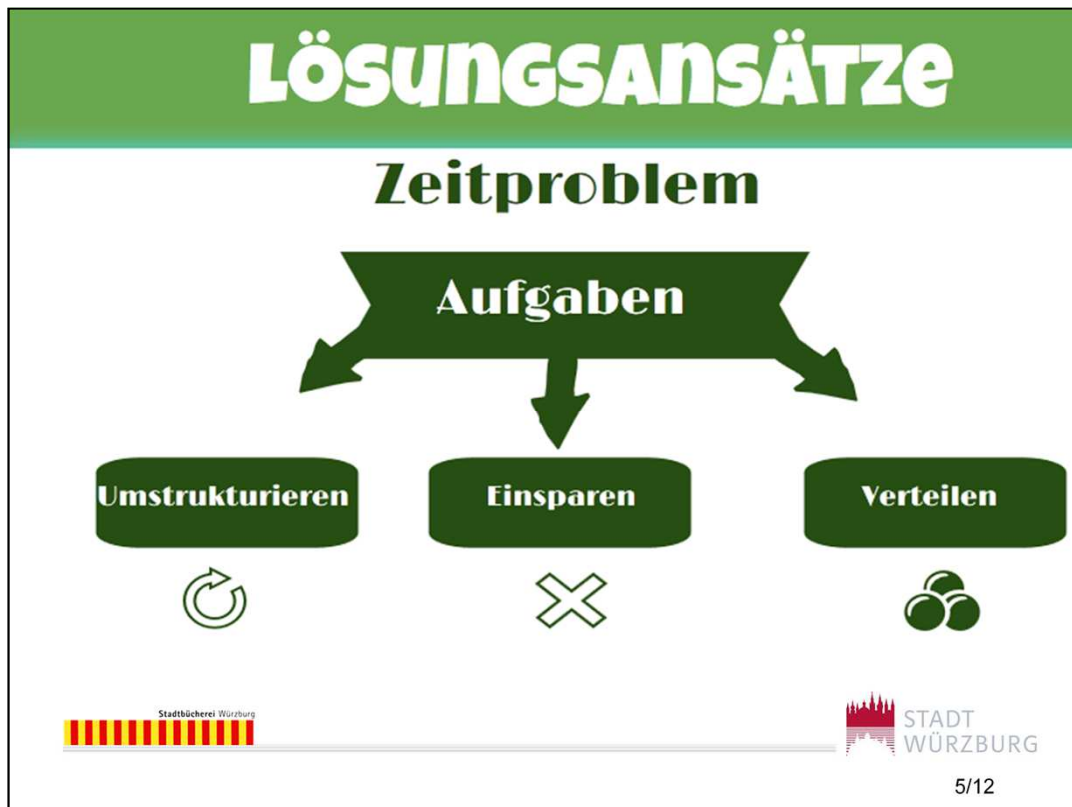 LÖSUNGSANSÄTZE
Zeitproblem
Aufgaben
Umstrukturieren
Einsparen
Verteilen
Stadtbücherei Würzburg
STADT
WÜRZBURG
5/12